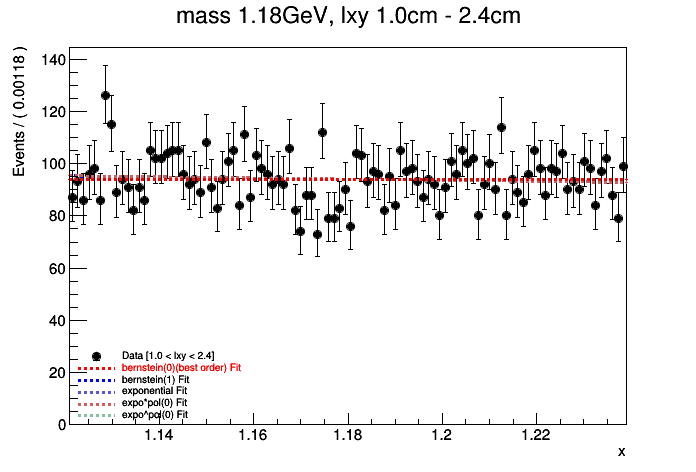 mass 1.18GeV, lxy 1.0cm - 2.4cm
Events / ( 0.00118 )
140
120
100
80
60
40
20
0
Data [1.0 < lxy < 2.4]
bernstein(0)(best order) Fit
bernstein(1) Fit
exponential Fit
expo*pol(0) Fit
expo^pol(0) Fit
1.14 1.16 1.18 1.2 1.22
x